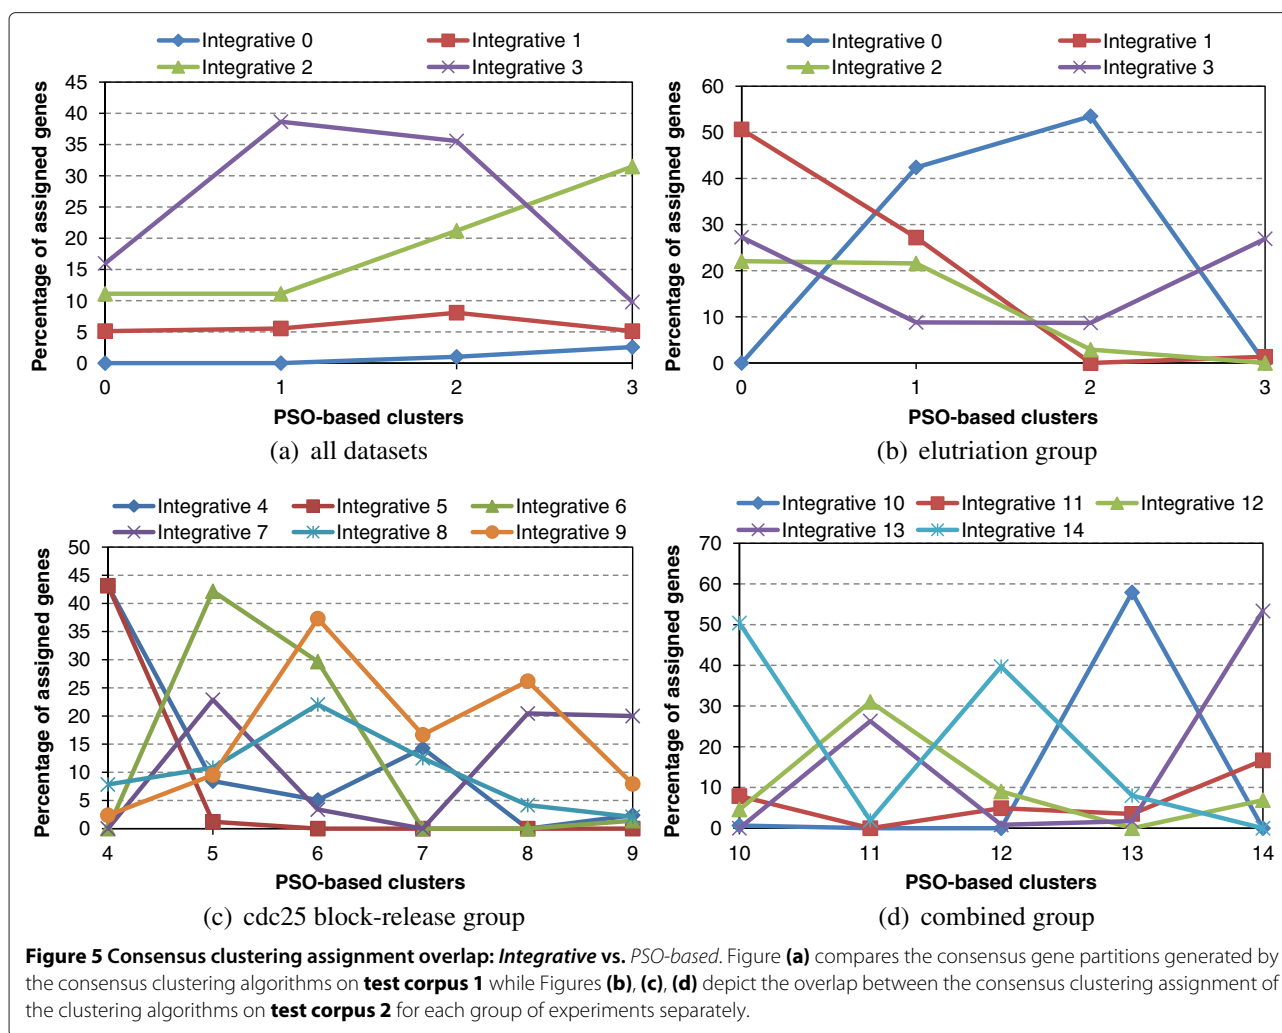 Integrative 0 Integrative 1
Integrative 2 Integrative 3
Percentage of assigned genes
45
40
35
30
25
20
15
10
5
0
0 1 2 3
PSO-based clusters
(a) all datasets
Integrative 0 Integrative 1
Integrative 2 Integrative 3
Percentage of assigned genes
60
50
40
30
20
10
0
0 1 2 3
PSO-based clusters
(b) elutriation group
Integrative 4 Integrative 5 Integrative 6
Integrative 7 Integrative 8 Integrative 9
Percentage of assigned genes
50
45
40
35
30
25
20
15
10
5
0
4 5 6 7 8 9
PSO-based clusters
(c) cdc25 block-release group
Integrative 10 Integrative 11 Integrative 12
Integrative 13 Integrative 14
Percentage of assigned genes
70
60
50
40
30
20
10
0
10 11 12 13 14
PSO-based clusters
(d) combined group
Figure 5 Consensus clustering assignment overlap: Integrative vs. PSO-based. Figure (a) compares the consensus gene partitions generated by
the consensus clustering algorithms on test corpus 1 while Figures (b), (c), (d) depict the overlap between the consensus clustering assignment of
the clustering algorithms on test corpus 2 for each group of experiments separately.